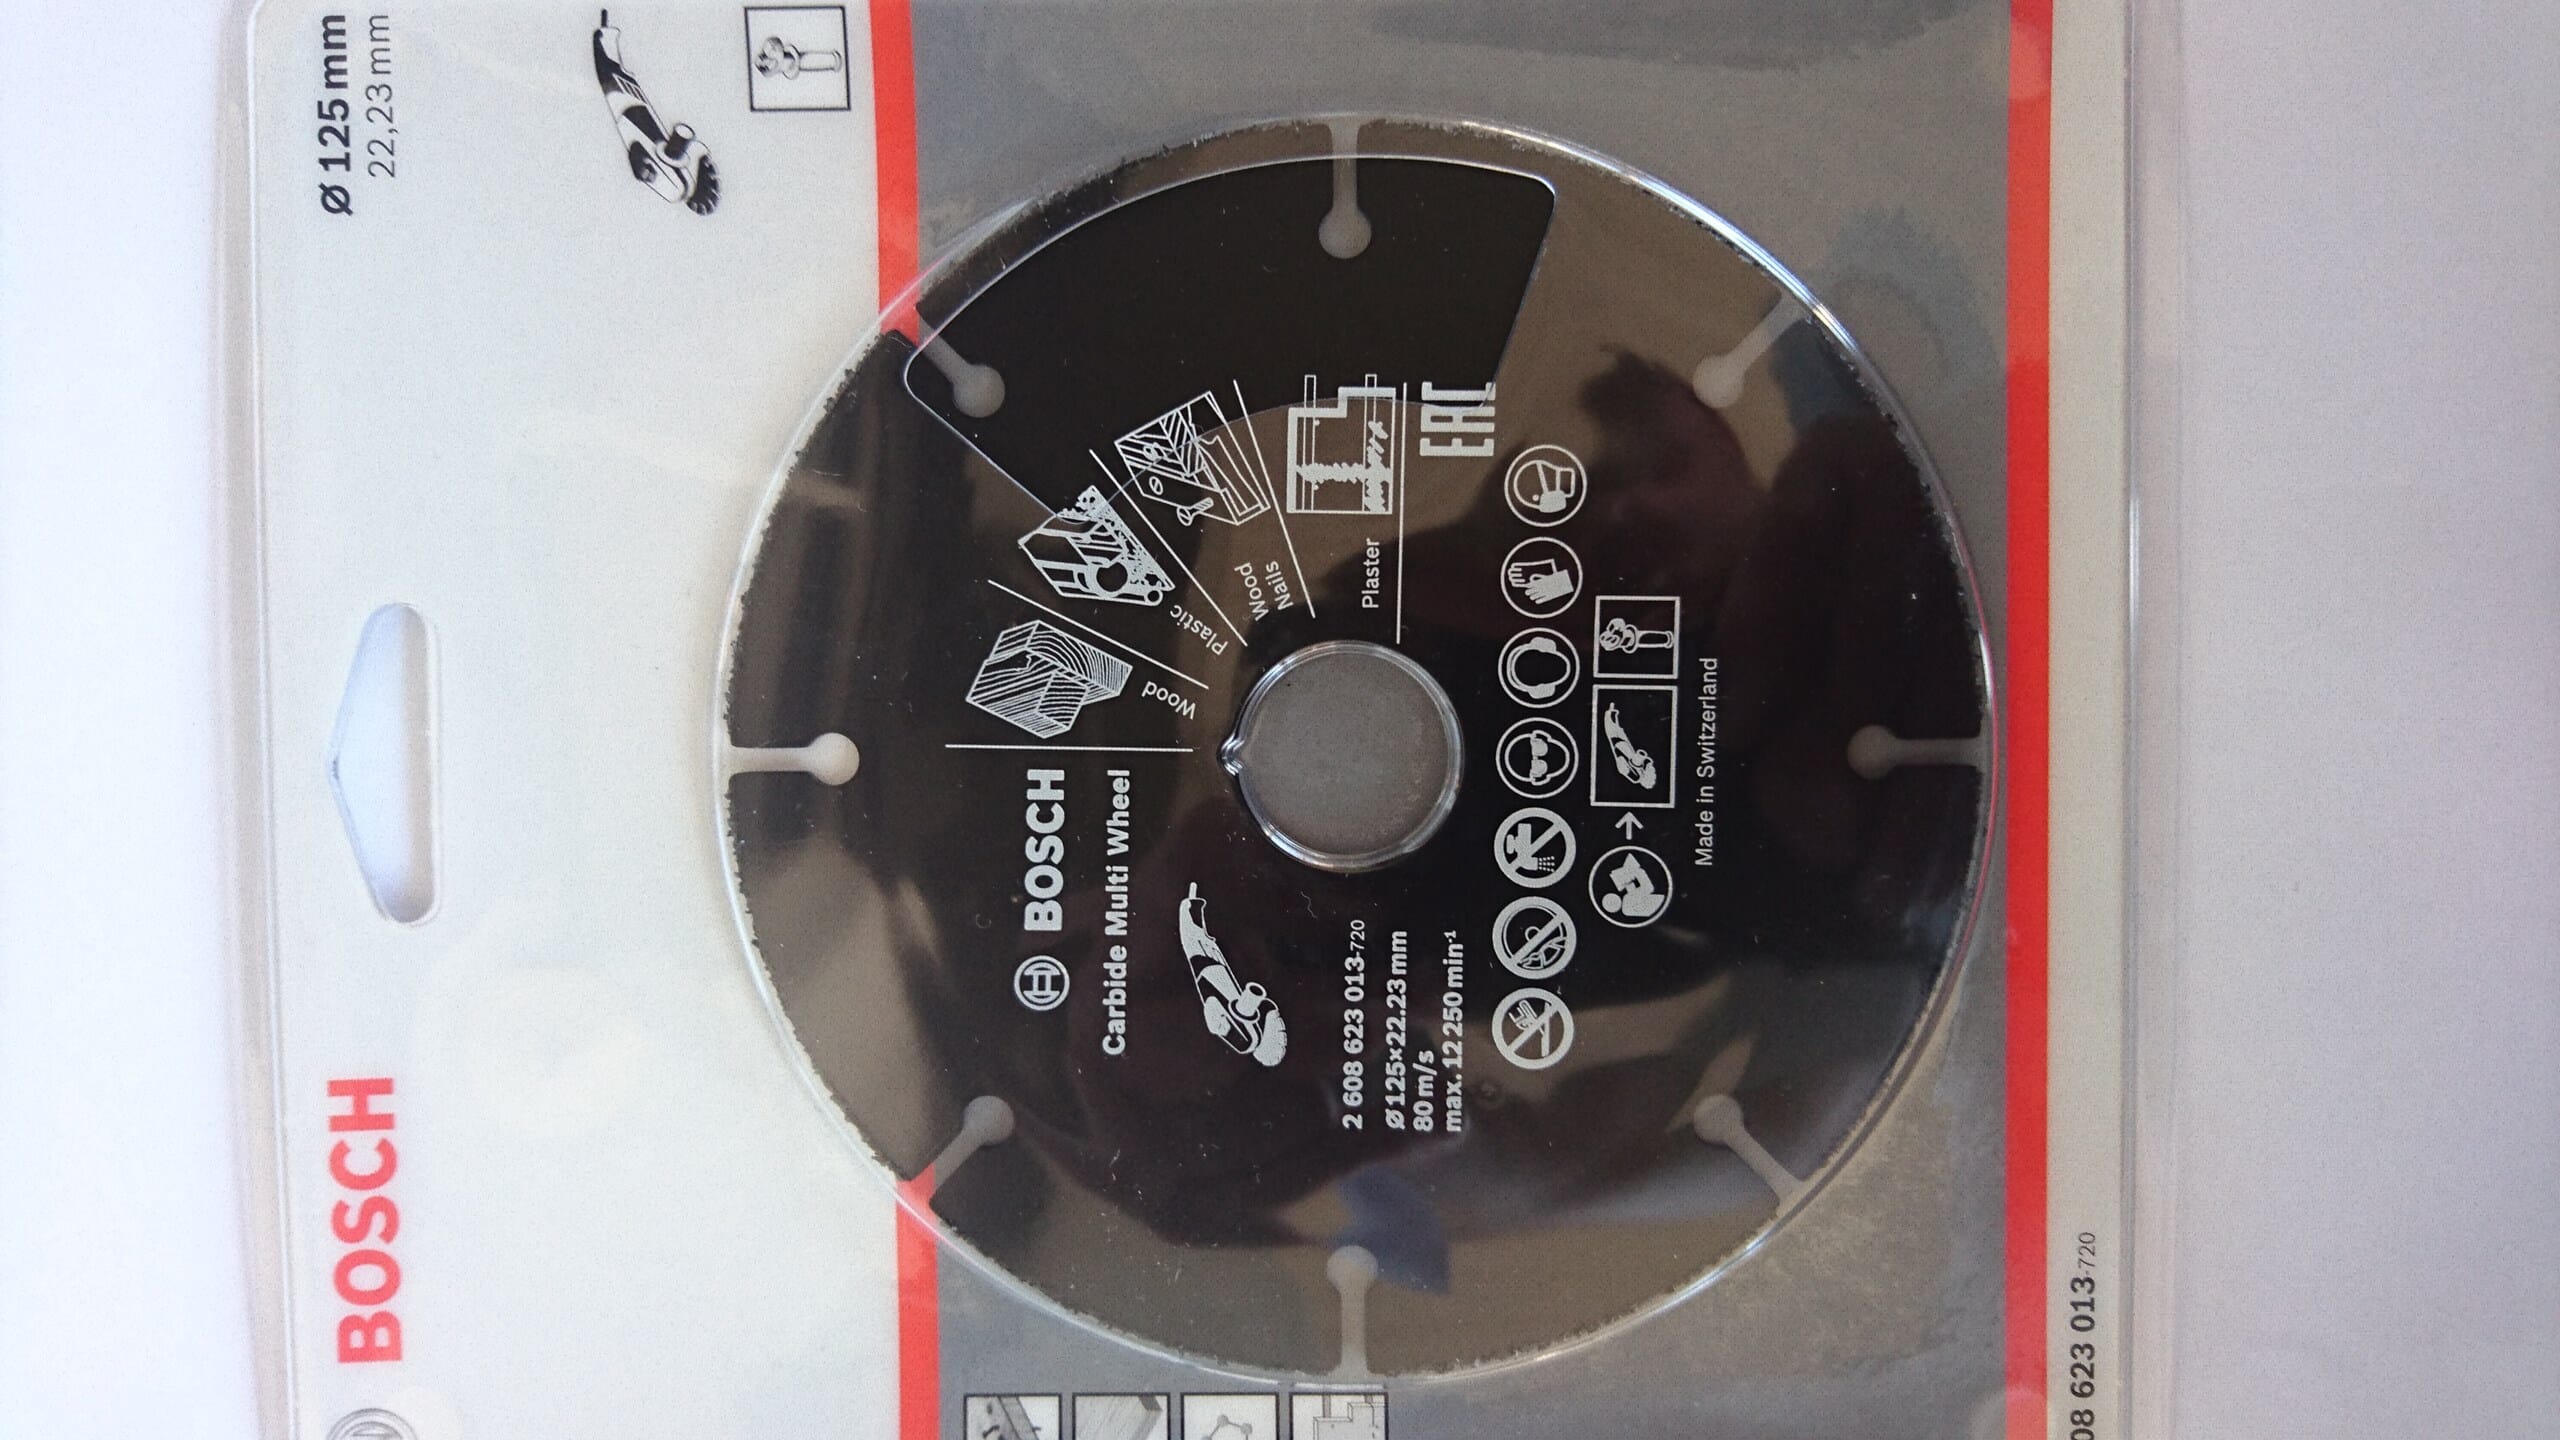 BOSCH
Ø 125 mm
22,23 mm
BOSCH
Carbide Multi Wheel
Wood
Plastic
Wood
Nails
Plaster
EAC
2 608 623 013-720
Ø 125×22.23 mm
80 m/s
max. 12 250 min-1
Made in Switzerland
08 623 013-720